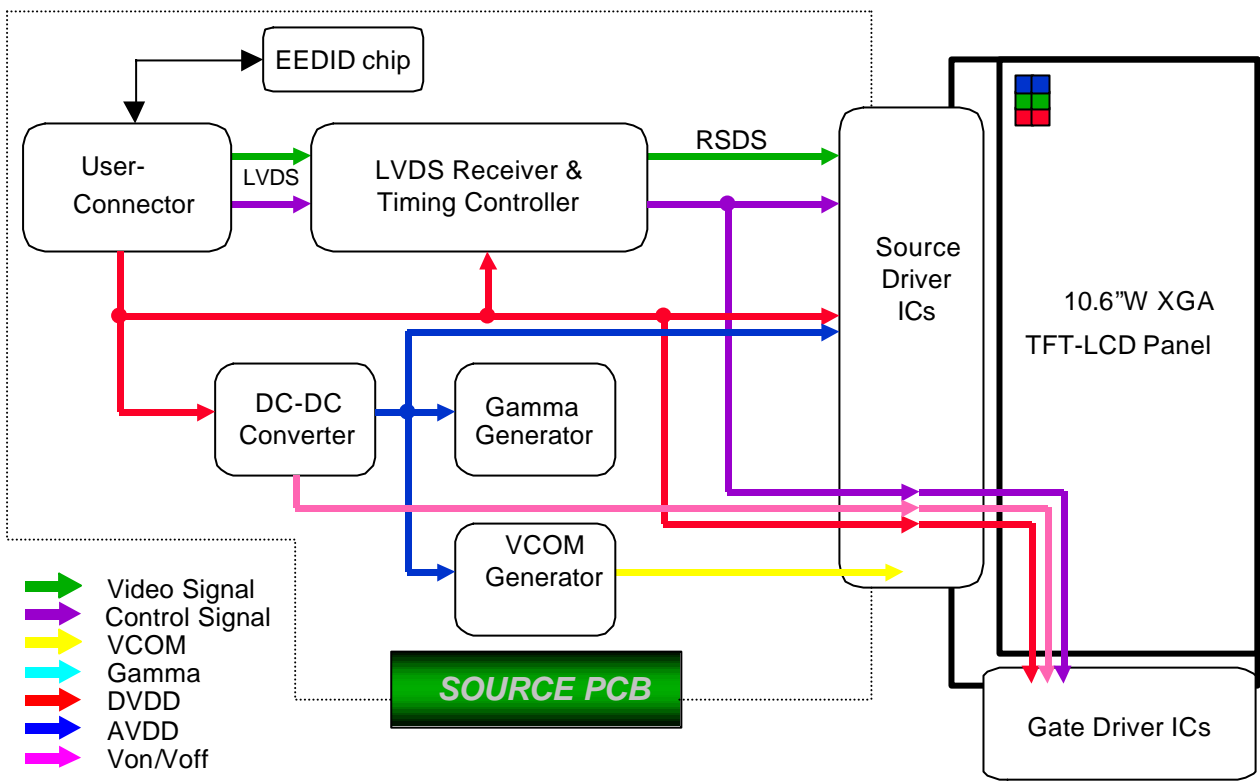 EEDID chip
User-
Connector
LVDS
LVDS Receiver &
Timing Controller
RSDS
Source
Driver
ICs
10.6”W XGA
TFT-LCD Panel
DC-DC
Converter
Gamma
Generator
VCOM
Generator
Video Signal
Control Signal
VCOM
Gamma
DVDD
AVDD
Von/Voff
SOURCE PCB
Gate Driver ICs